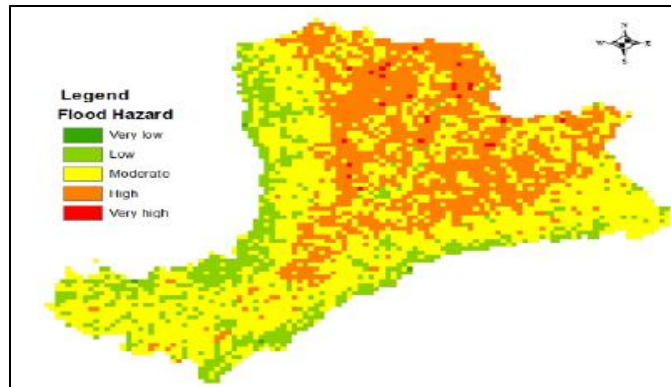 N
W E
S
Legend
Flood Hazard
Very low
Low
Moderate
High
Very high